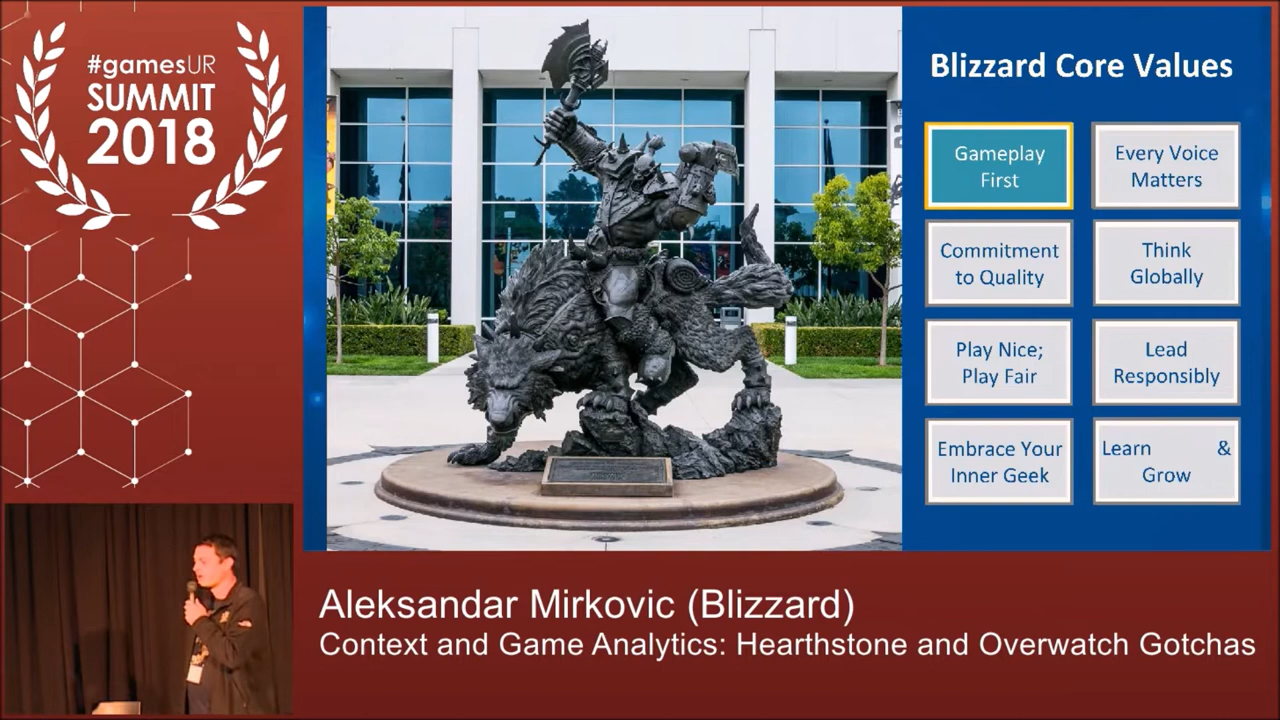 #gamesUR
SUMMIT
2018
Blizzard Core Values
Gameplay
First
Every Voice
Matters
Commitment
to Quality
Think
Globally
Play Nice;
Play Fair
Lead
Responsibly
Embrace Your
Inner Geek
Learn &
Grow
Aleksandar Mirkovic (Blizzard)
Context and Game Analytics: Hearthstone and Overwatch Gotchas